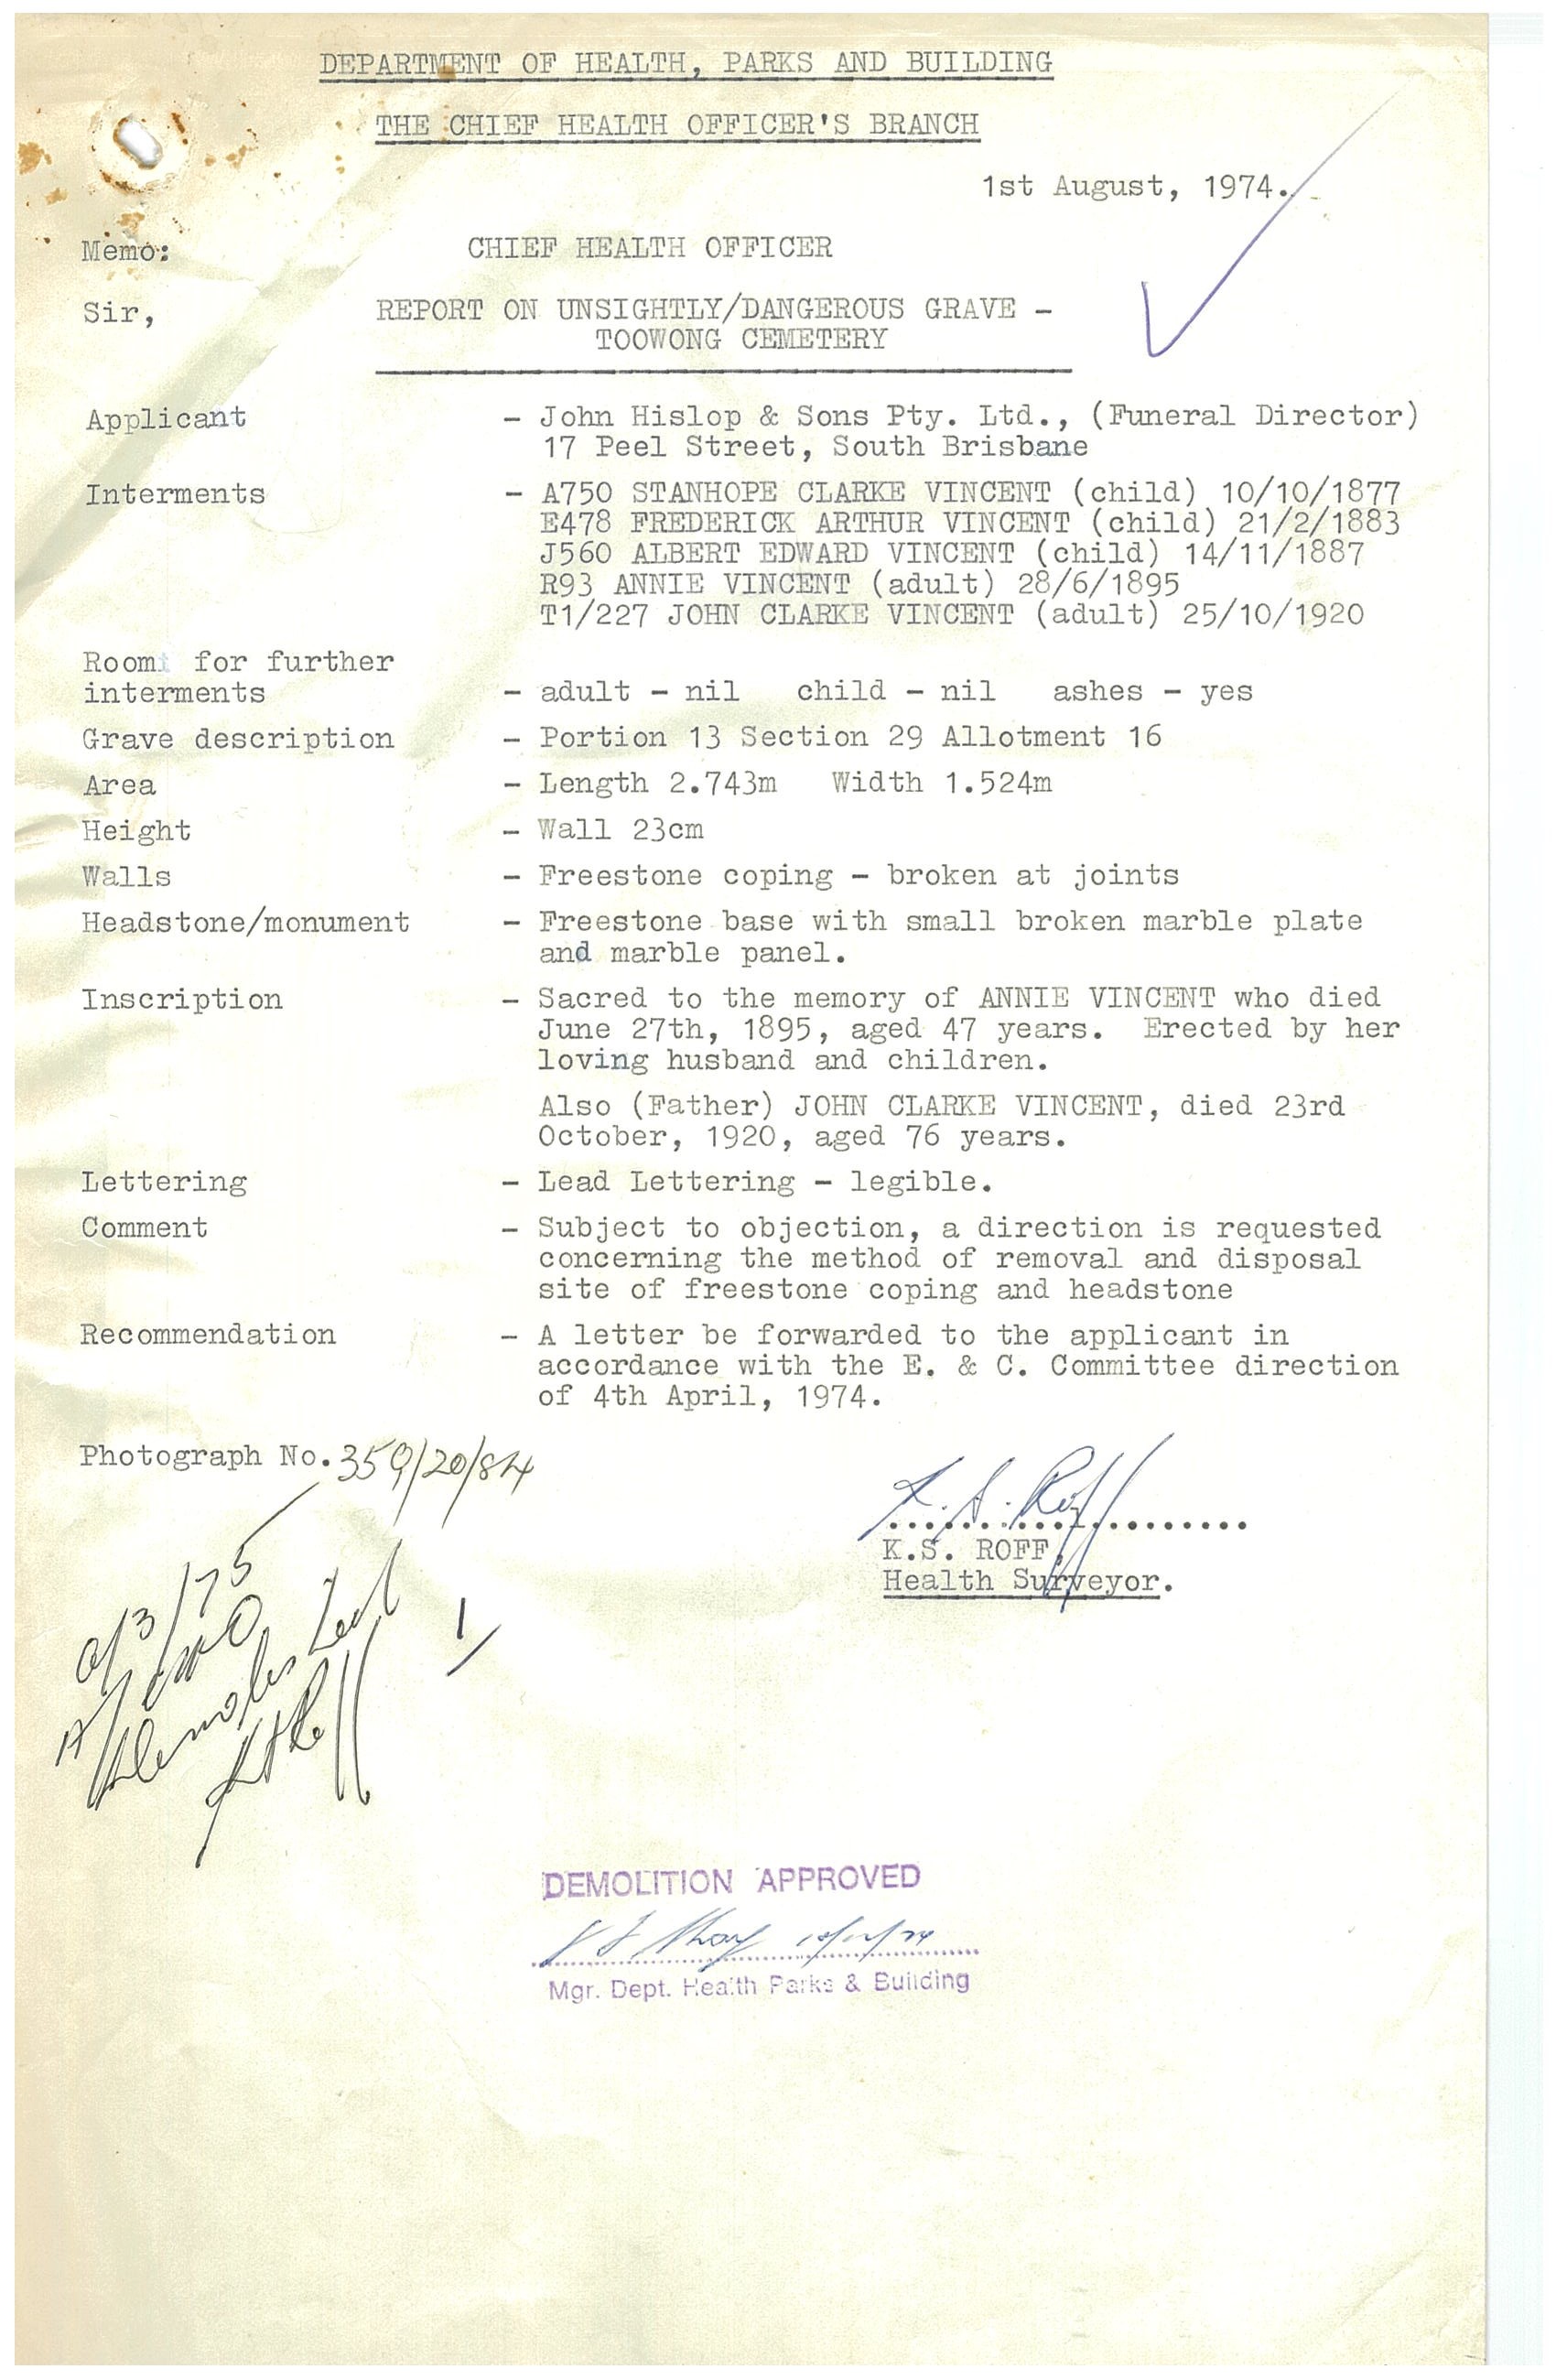 DEPARTMENT OF HEALTH, PARKS AND BUILDING
THE CHIEF HEALTH OFFICER'S BRANCH
1st August, 1974.
Memo: CHIEF HEALTH OFFICER
Sir, REPORT ON UNSIGHTLY/DANGEROUS GRAVE -
TOOWONG CEMETERY
Applicant - John Hislop & Sons Pty. Ltd., (Funeral Director)
17 Peel Street, South Brisbane
Interments - A750 STANHOPE CLARKE VINCENT (child) 10/10/1877
E478 FREDERICK ARTHUR VINCENT (child) 21/2/1883
J560 ALBERT EDWARD VINCENT (child) 14/11/1887
R93 ANNIE VINCENT (adult) 28/6/1895
T1/227 JOHN CLARKE VINCENT (adult) 25/10/1920
Room for further
interments - adult - nil child - nil ashes - yes
Grave description - Portion 13 Section 29 Allotment 16
Area - Length 2.743m Width 1.524m
Height - Wall 23cm
Walls - Freestone coping - broken at joints
Headstone/monument - Freestone base with small broken marble plate
and marble panel.
Inscription - Sacred to the memory of ANNIE VINCENT who died
June 27th, 1895, aged 47 years. Erected by her
loving husband and children.
Also (Father) JOHN CLARKE VINCENT, died 23rd
October, 1920, aged 76 years.
Lettering - Lead Lettering - legible.
Comment - Subject to objection, a direction is requested
concerning the method of removal and disposal
site of freestone coping and headstone
Recommendation - A letter be forwarded to the applicant in
accordance with the E. & C. Committee direction
of 4th April, 1974.
Photograph No. 359/20/84
K.S. Roff
K.S. ROFF,
Health Surveyor.
DEMOLITION APPROVED
Mgr. Dept. Health Parks & Building